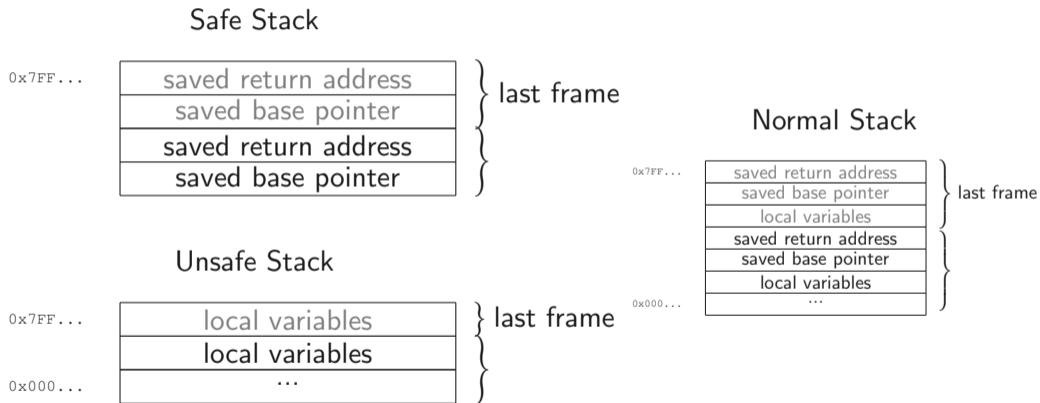 Safe Stack
0x7FF...
saved return address
saved base pointer
last frame
saved return address
saved base pointer
Unsafe Stack
0x7FF...
local variables
last frame
local variables
0x000...
...
Normal Stack
0x7FF...
saved return address
saved base pointer
last frame
local variables
saved return address
saved base pointer
local variables
0x000...
...